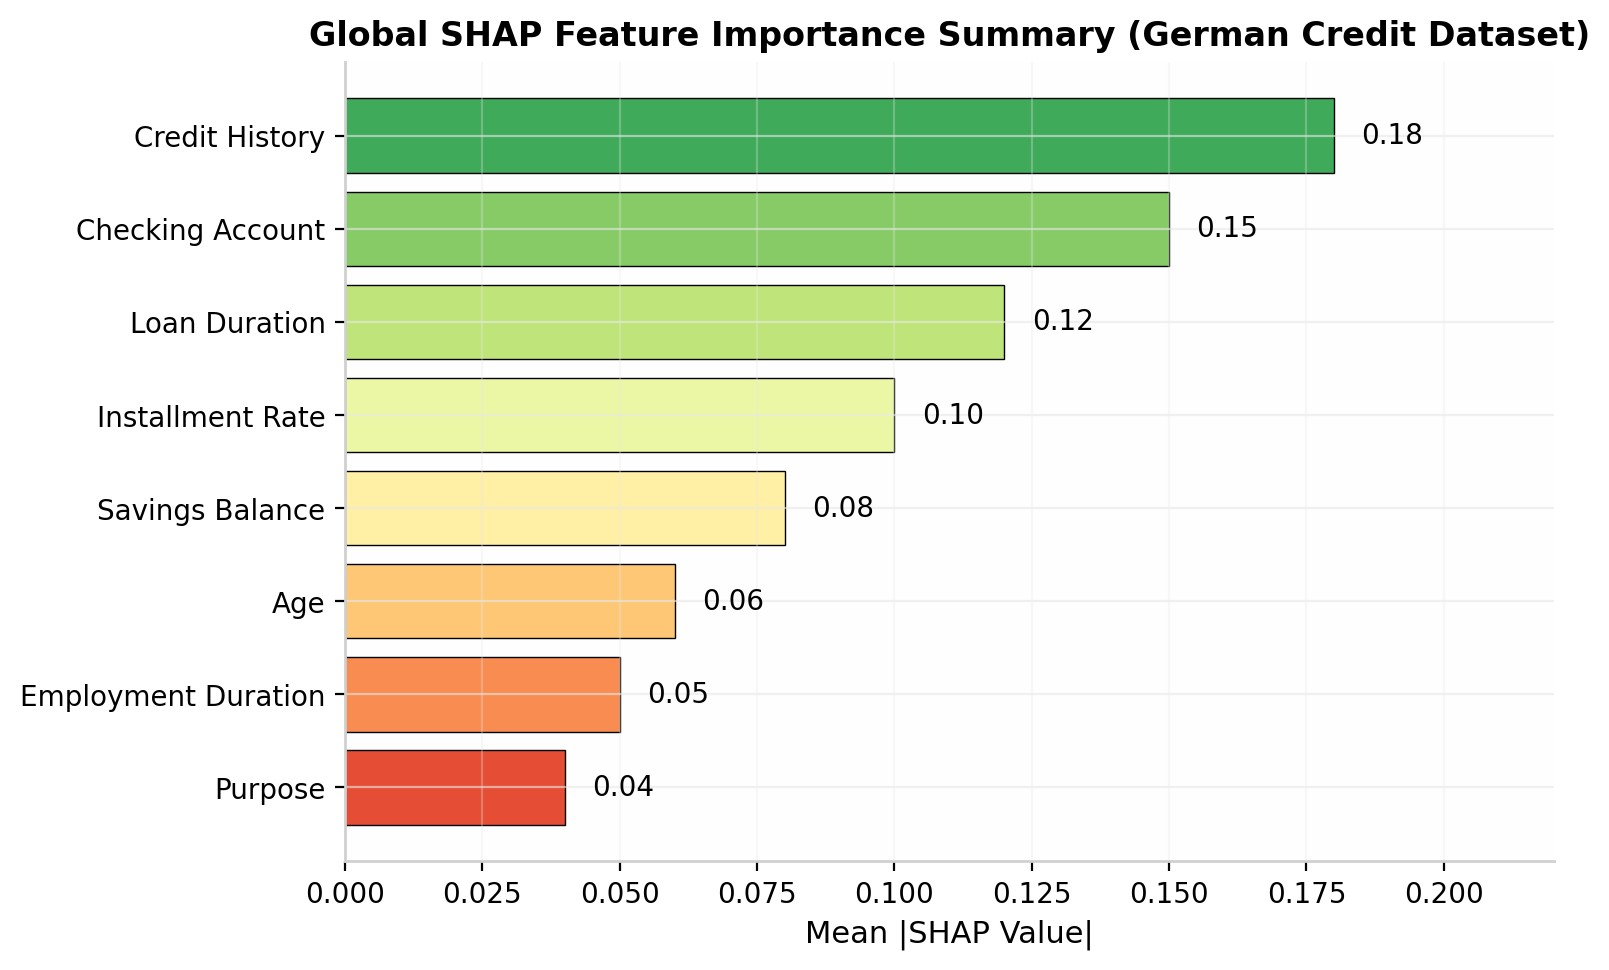 Global SHAP Feature Importance Summary (German Credit Dataset)
Credit History 0.18
Checking Account 0.15
Loan Duration 0.12
Installment Rate 0.10
Savings Balance 0.08
Age 0.06
Employment Duration 0.05
Purpose 0.04
0.000 0.025 0.050 0.075 0.100 0.125 0.150 0.175 0.200
Mean |SHAP Value|